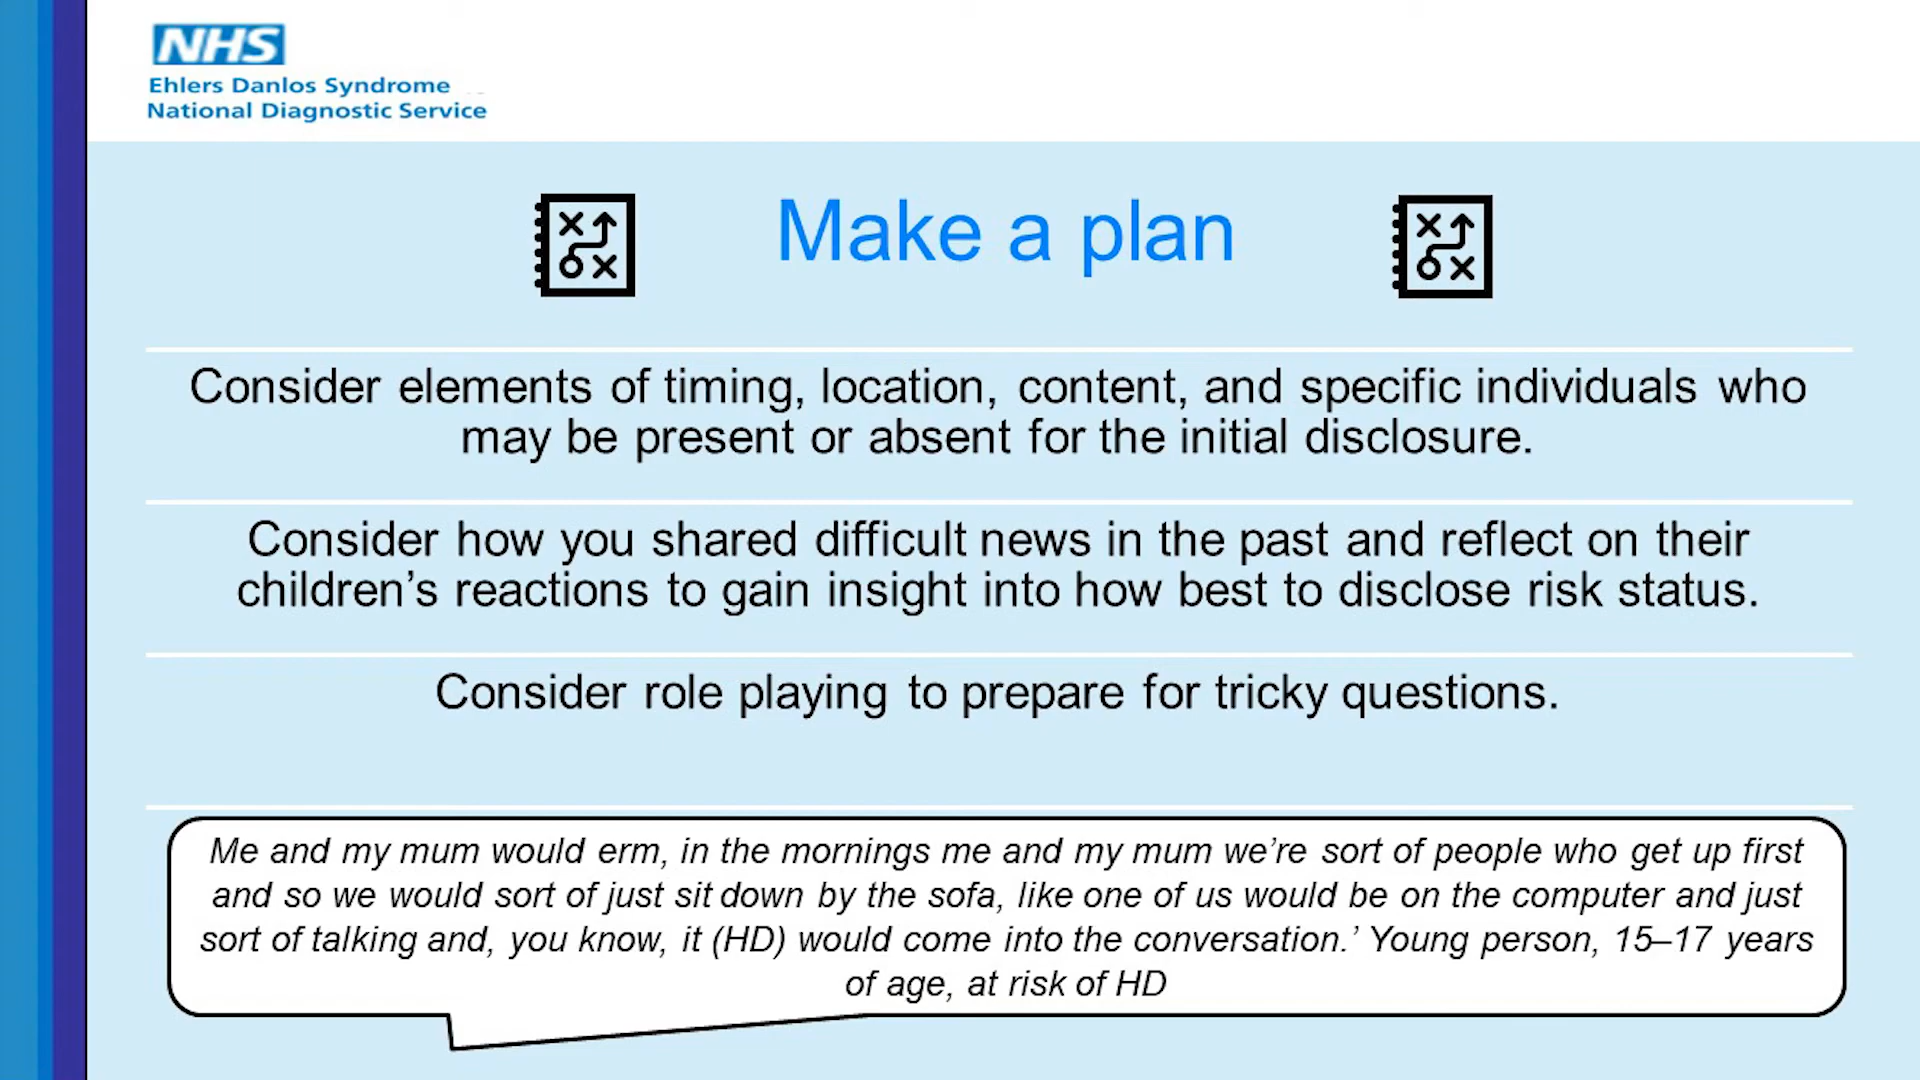 NHS
Ehlers Danlos Syndrome
National Diagnostic Service
Make a plan
Consider elements of timing, location, content, and specific individuals who
may be present or absent for the initial disclosure.
Consider how you shared difficult news in the past and reflect on their
children’s reactions to gain insight into how best to disclose risk status.
Consider role playing to prepare for tricky questions.
Me and my mum would erm, in the mornings me and my mum we’re sort of people who get up first
and so we would sort of just sit down by the sofa, like one of us would be on the computer and just
sort of talking and, you know, it (HD) would come into the conversation.’ Young person, 15–17 years
of age, at risk of HD